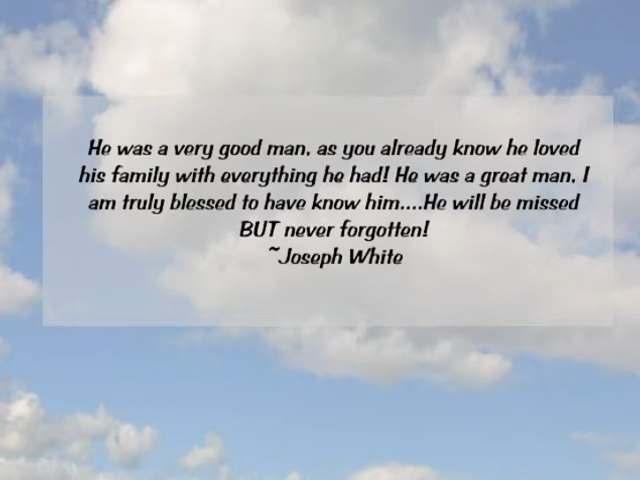 He was a very good man, as you already know he loved
his family with everything he had! He was a great man, I
am truly blessed to have know him....He will be missed
BUT never forgotten!
~Joseph White